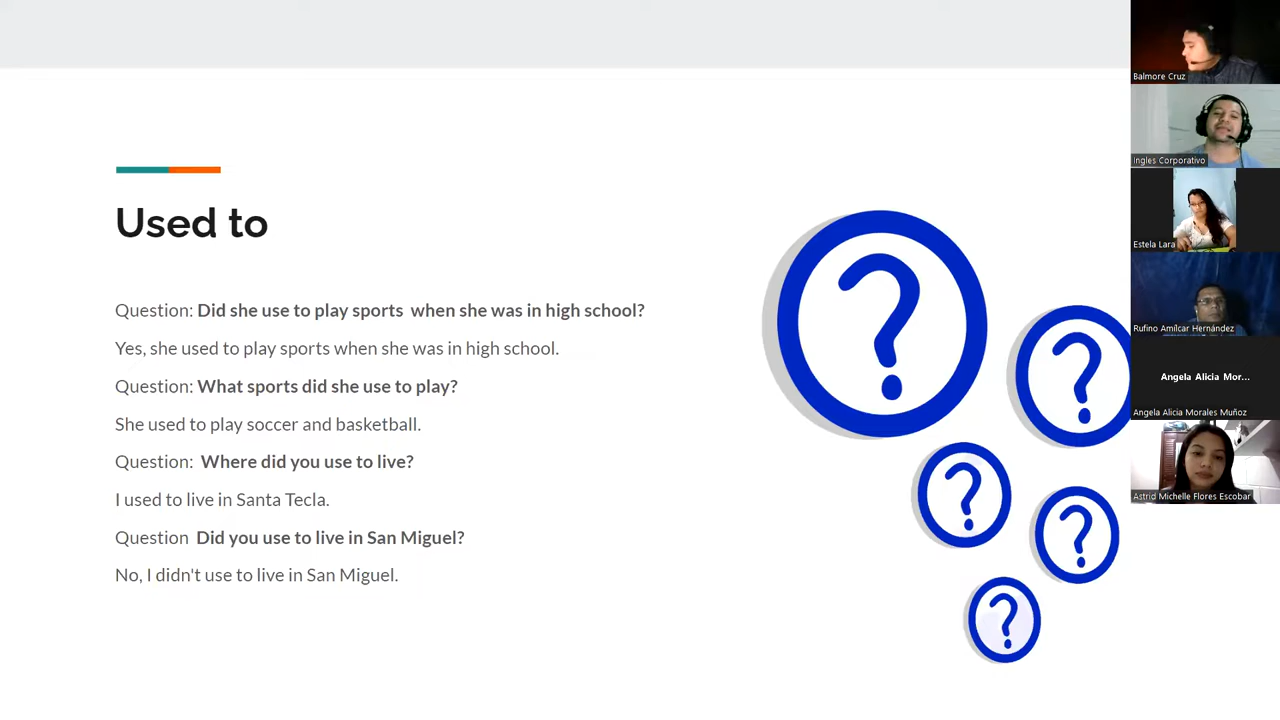 Used to
Question: Did she use to play sports when she was in high school?
Yes, she used to play sports when she was in high school.
Question: What sports did she use to play?
She used to play soccer and basketball.
Question: Where did you use to live?
I used to live in Santa Tecla.
Question Did you use to live in San Miguel?
No, I didn't use to live in San Miguel.
Balmore Cruz
Ingles Corporativo
Estela Lara
Rufino Amílcar Hernández
Angela Alicia Mor...
Angela Alicia Morales Muñoz
Astrid Michelle Flores Escobar